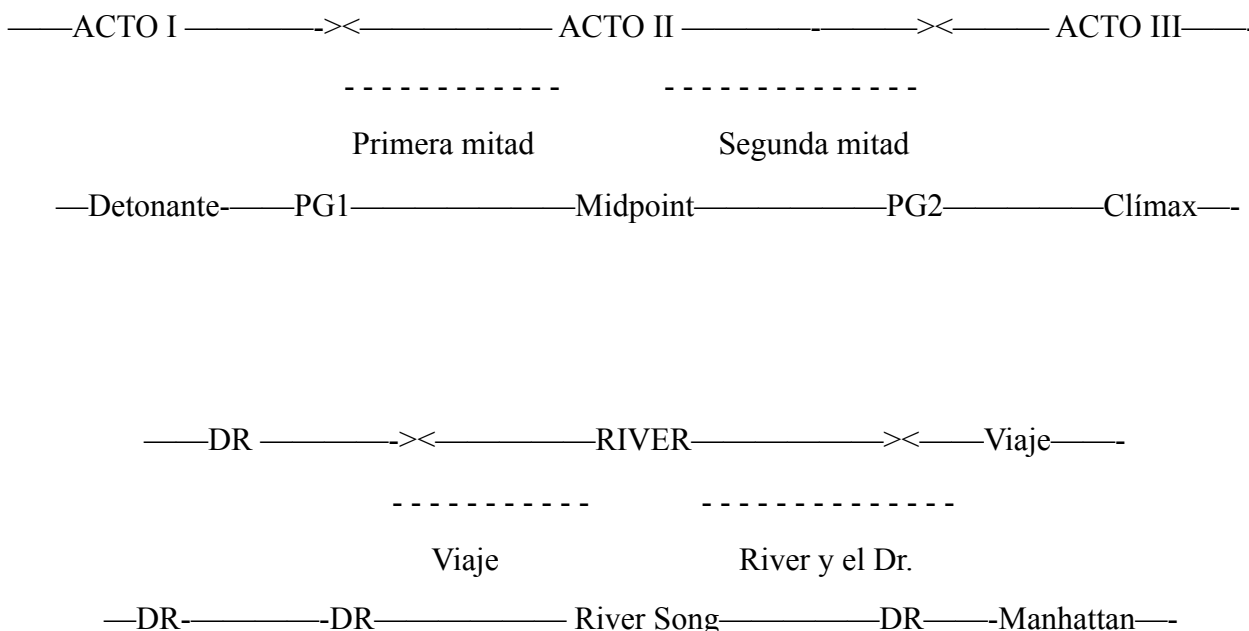 ——ACTO I ————-><—————— ACTO II ————-———><——— ACTO III——-
- - - - - - - - - - - - - - - - - - - - - - - - - -
Primera mitad Segunda mitad
—Detonante-——PG1———————Midpoint——————PG2—————Clímax—-
——DR ————-><—————RIVER——————><——Viaje——-
- - - - - - - - - - - - - - - - - - - - - - - - -
Viaje River y el Dr.
—DR-———-DR—————— River Song—————DR——-Manhattan—-